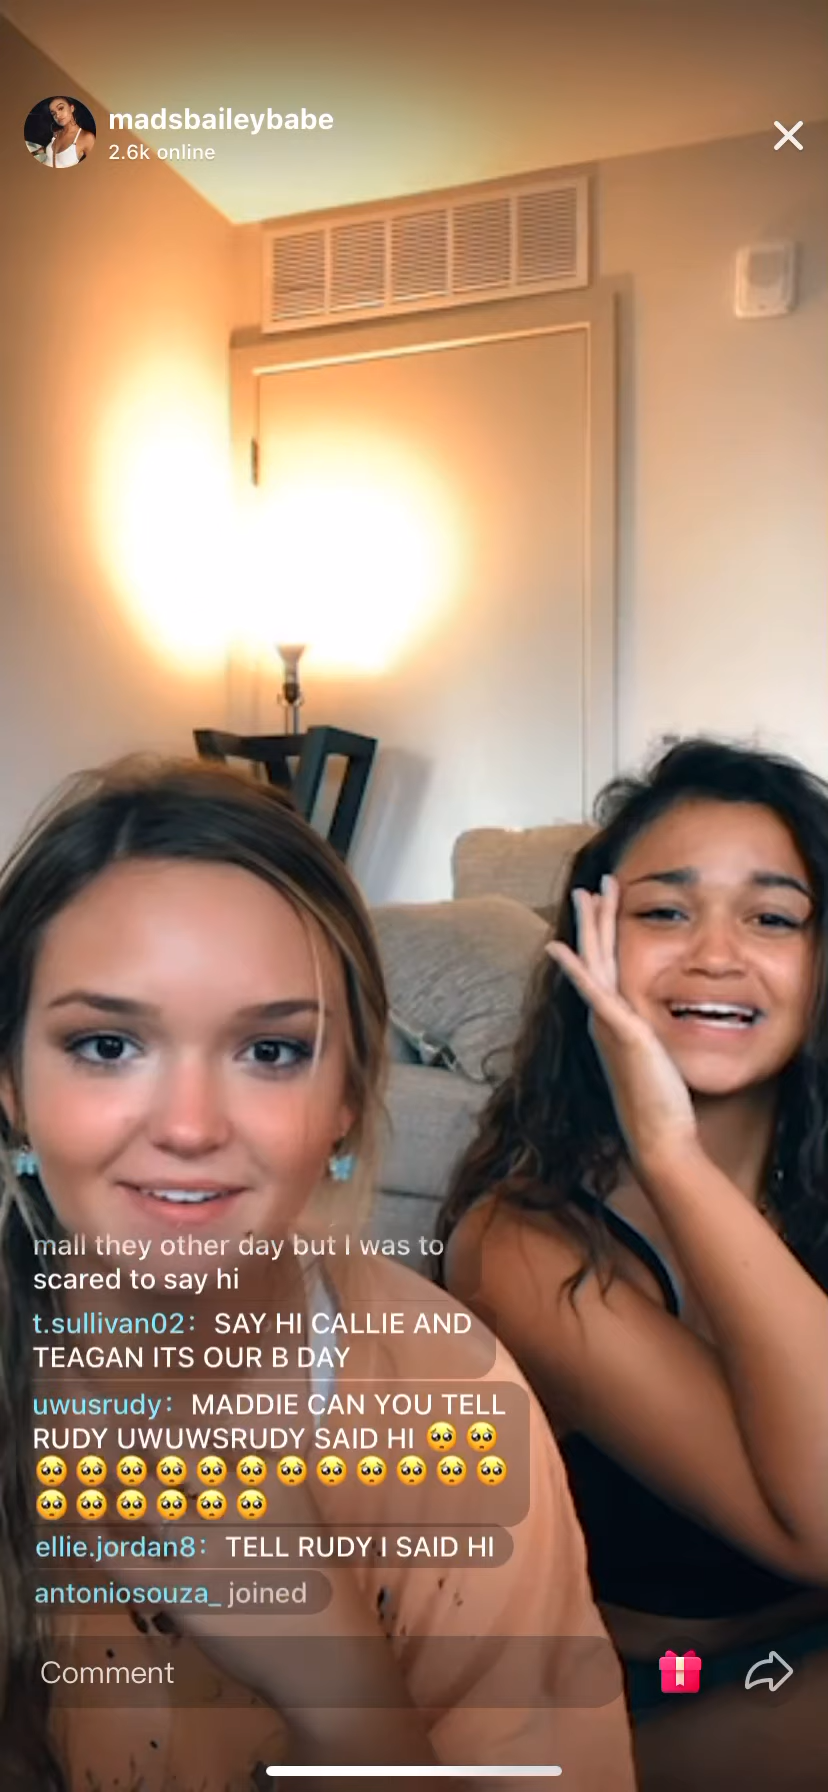 madsbaileybabe
2.6k online
mall they other day but I was to
scared to say hi
t.sullivan02: SAY HI CALLIE AND
TEAGAN ITS OUR B DAY
uwusrudy: MADDIE CAN YOU TELL
RUDY UWUWSRUDY SAID HI 🥺 🥺
🥺 🥺 🥺 🥺 🥺 🥺 🥺 🥺 🥺 🥺 🥺 🥺
🥺 🥺 🥺 🥺 🥺 🥺
ellie.jordan8: TELL RUDY I SAID HI
antoniosouza_ joined
Comment